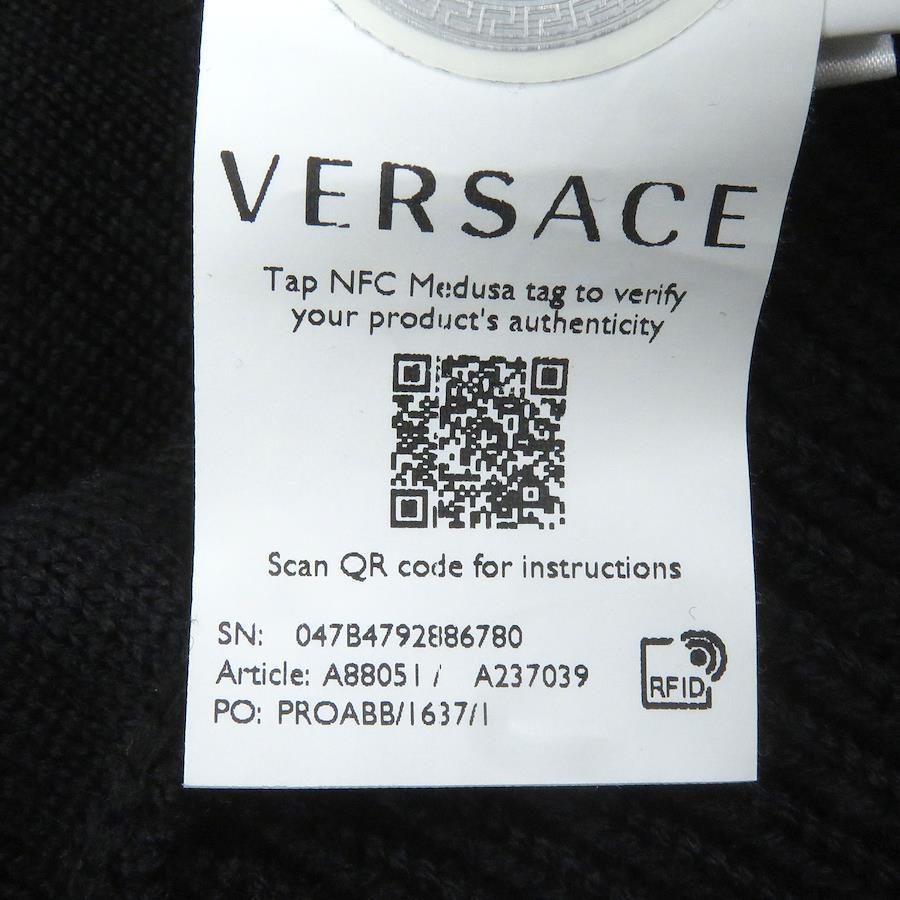 VERSACE
Tap NFC Medusa tag to verify
your product's authenticity
Scan QR code for instructions
SN: 047B4792886780
Article: A88051 / A237039
PO: PROABB/1637/1
RFID